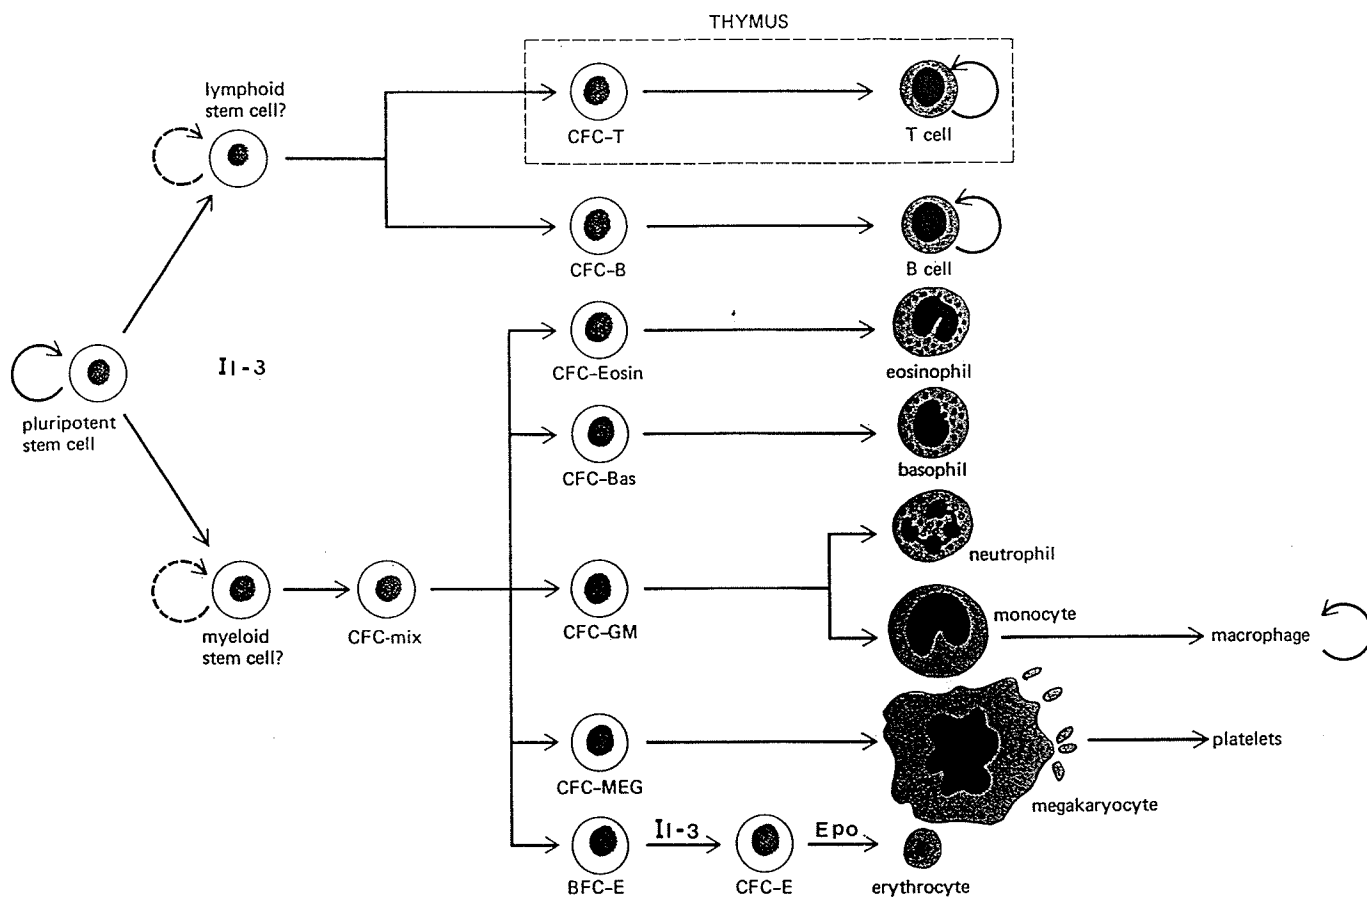 THYMUS
lymphoid
stem cell?
CFC-T
T cell
CFC-B
B cell
Il-3
pluripotent
stem cell
CFC-Eosin
eosinophil
CFC-Bas
basophil
myeloid
stem cell?
CFC-mix
CFC-GM
neutrophil
monocyte
macrophage
CFC-MEG
megakaryocyte
platelets
BFC-E
Il-3
CFC-E
Epo
erythrocyte